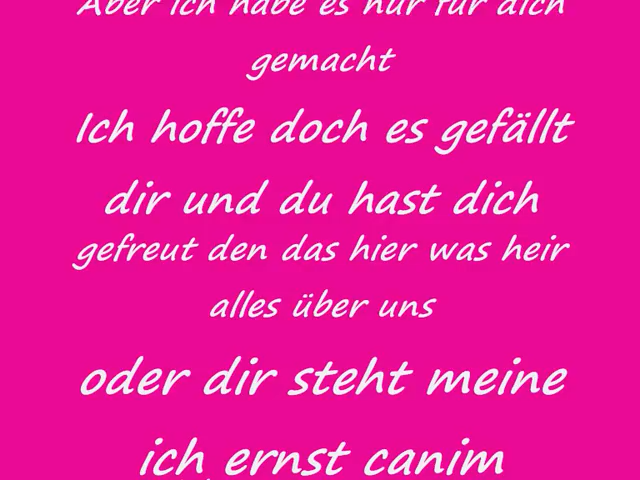 Aber ich habe es nur für dich
gemacht
Ich hoffe doch es gefällt
dir und du hast dich
gefreut den das hier was heir
alles über uns
oder dir steht meine
ich ernst canim